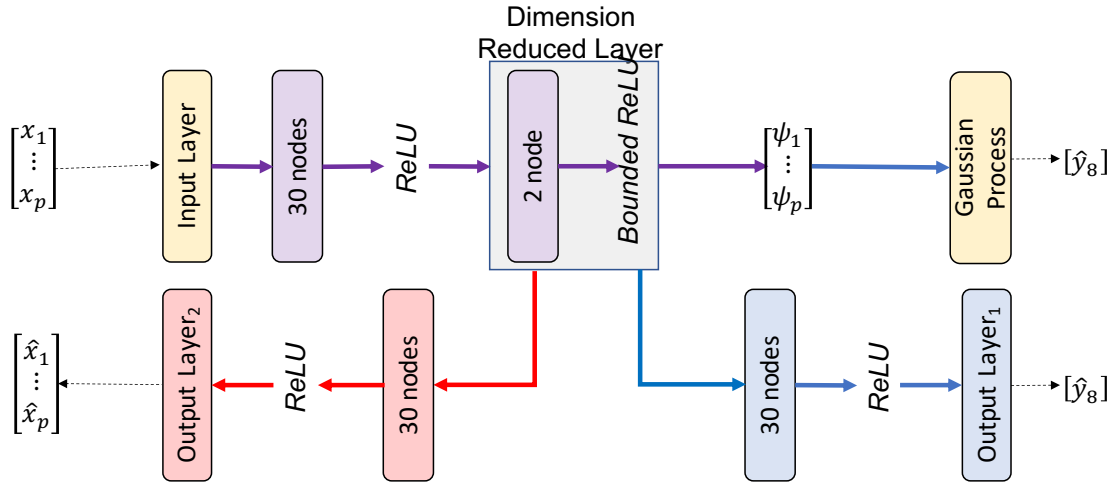 Dimension
Reduced Layer
[x₁ ⋮ xₚ]
Input Layer
30 nodes
ReLU
2 node
Bounded ReLU
[ψ₁ ⋮ ψₚ]
Gaussian
Process
[ŷ₈]
[x̂₁ ⋮ x̂ₚ]
Output Layer₂
ReLU
30 nodes
30 nodes
ReLU
Output Layer₁
[ŷ₈]